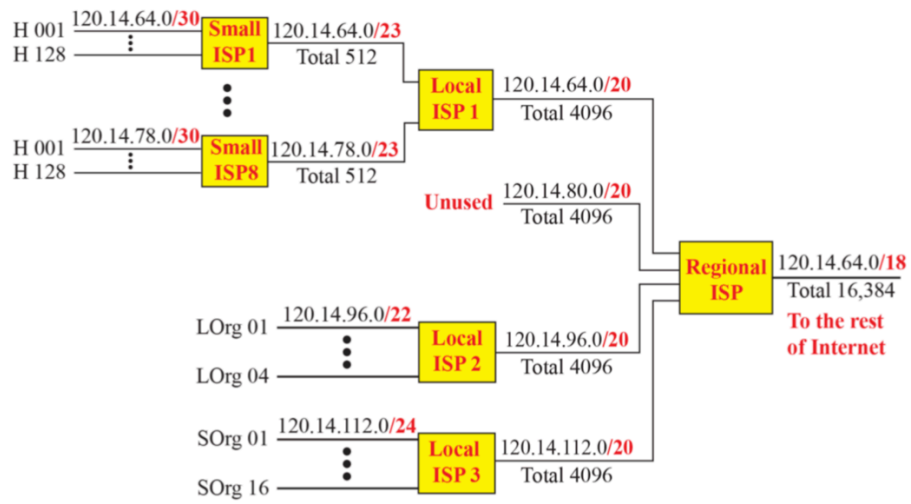 H 001
120.14.64.0/30
H 128
Small
ISP1
120.14.64.0/23
Total 512
H 001
120.14.78.0/30
H 128
Small
ISP8
120.14.78.0/23
Total 512
Local
ISP 1
120.14.64.0/20
Total 4096
Unused
120.14.80.0/20
Total 4096
LOrg 01
120.14.96.0/22
LOrg 04
Local
ISP 2
120.14.96.0/20
Total 4096
SOrg 01
120.14.112.0/24
SOrg 16
Local
ISP 3
120.14.112.0/20
Total 4096
Regional
ISP
120.14.64.0/18
Total 16,384
To the rest
of Internet